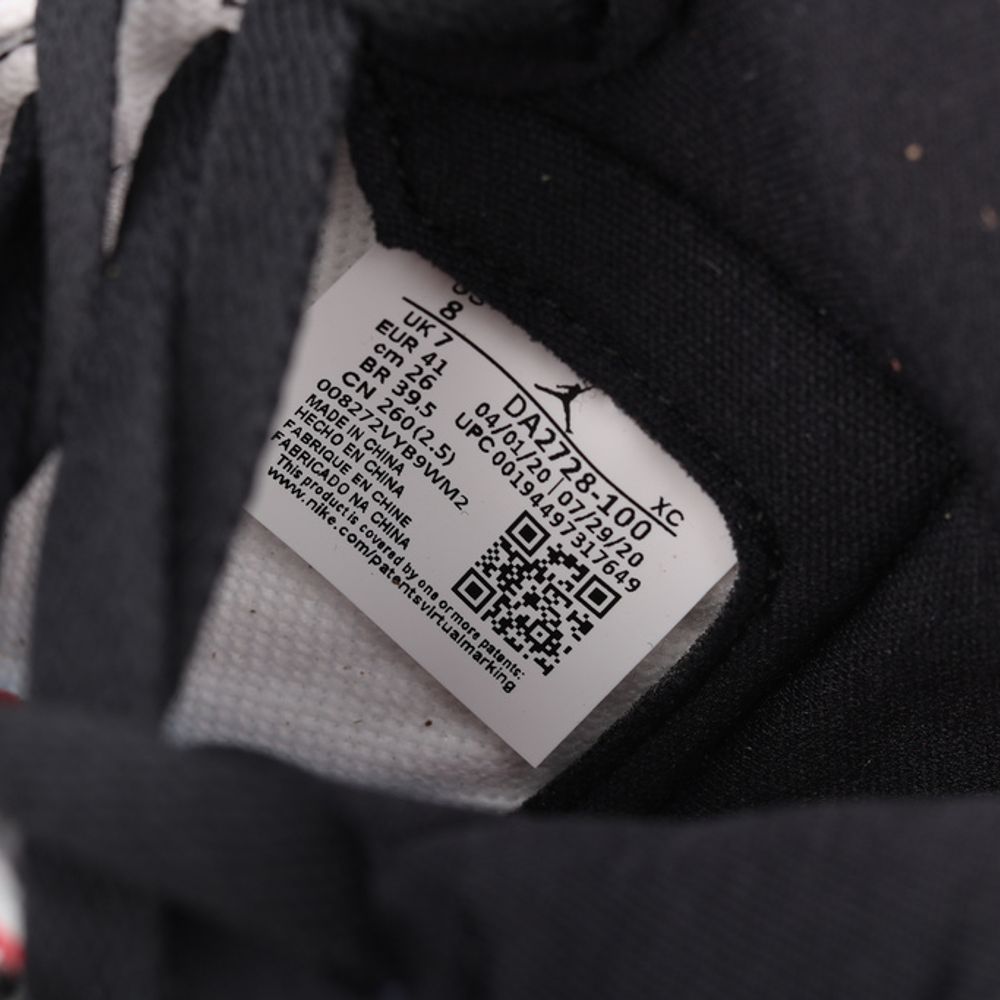 8
UK 7
EUR 41
cm 26
BR 39.5
CN 260(2.5)
008272VYB9WM2
MADE IN CHINA
HECHO EN CHINA
FABRIQUE EN CHINE
FABRICADO NA CHINA
This product is covered by one or more patents:
www.nike.com/patentsvirtualmarking
XC
DA2728-100
04/01/20 | 07/29/20
UPC 00194497317649